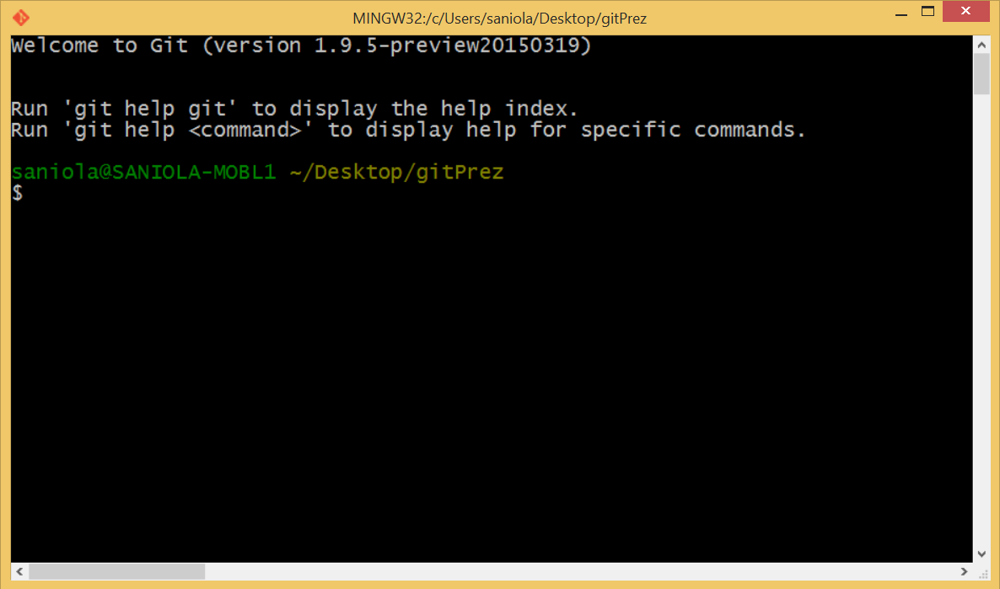 MINGW32:/c/Users/saniola/Desktop/gitPrez
Welcome to Git (version 1.9.5-preview20150319)
Run 'git help git' to display the help index.
Run 'git help <command>' to display help for specific commands.
saniola@SANIOLA-MOBL1 ~/Desktop/gitPrez
$